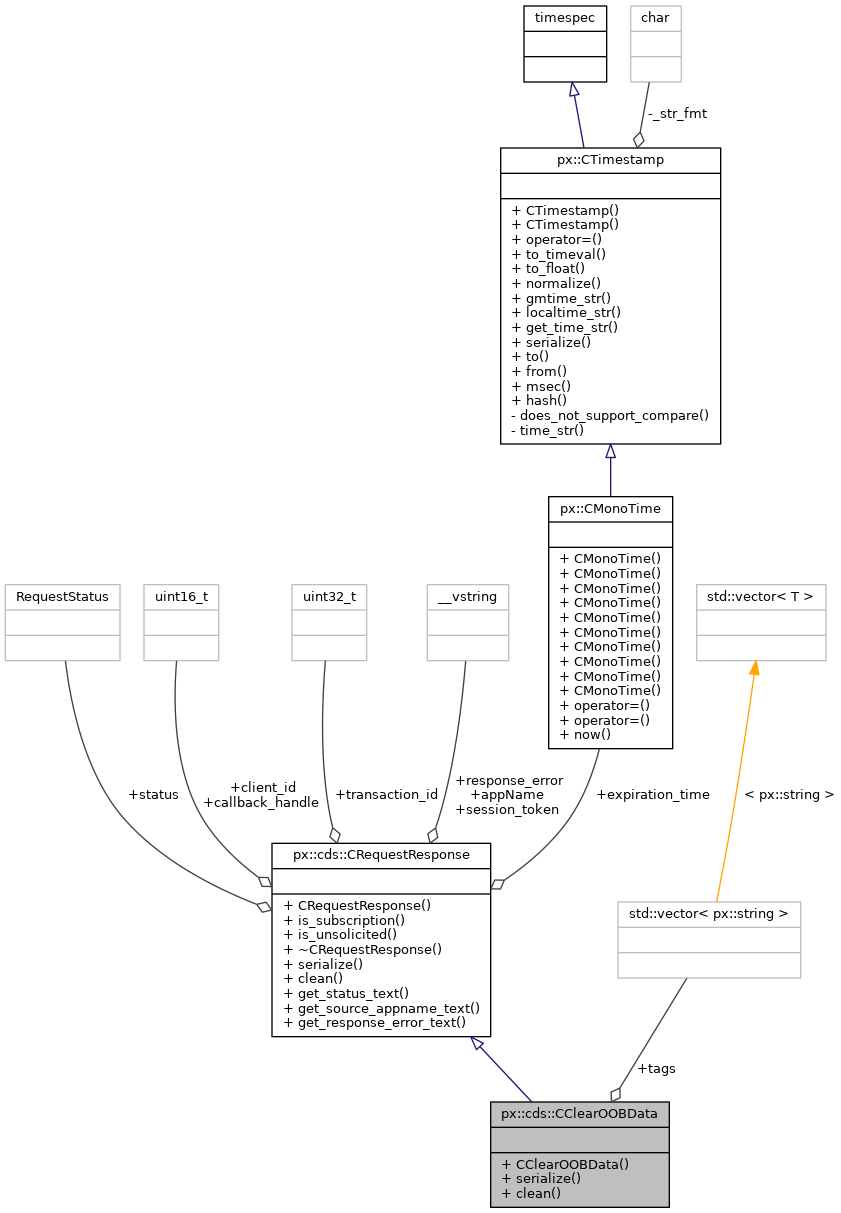 timespec
char
-_str_fmt
px::CTimestamp
+ CTimestamp()
+ CTimestamp()
+ operator=()
+ to_timeval()
+ to_float()
+ normalize()
+ gmtime_str()
+ localtime_str()
+ get_time_str()
+ serialize()
+ to()
+ from()
+ msec()
+ hash()
- does_not_support_compare()
- time_str()
px::CMonoTime
+ CMonoTime()
+ CMonoTime()
+ CMonoTime()
+ CMonoTime()
+ CMonoTime()
+ CMonoTime()
+ CMonoTime()
+ CMonoTime()
+ CMonoTime()
+ CMonoTime()
+ operator=()
+ operator=()
+ now()
RequestStatus
uint16_t
uint32_t
__vstring
std::vector< T >
+status
+client_id
+callback_handle
+transaction_id
+response_error
+appName
+session_token
+expiration_time
< px::string >
px::cds::CRequestResponse
+ CRequestResponse()
+ is_subscription()
+ is_unsolicited()
+ ~CRequestResponse()
+ serialize()
+ clean()
+ get_status_text()
+ get_source_appname_text()
+ get_response_error_text()
std::vector< px::string >
+tags
px::cds::CClearOOBData
+ CClearOOBData()
+ serialize()
+ clean()